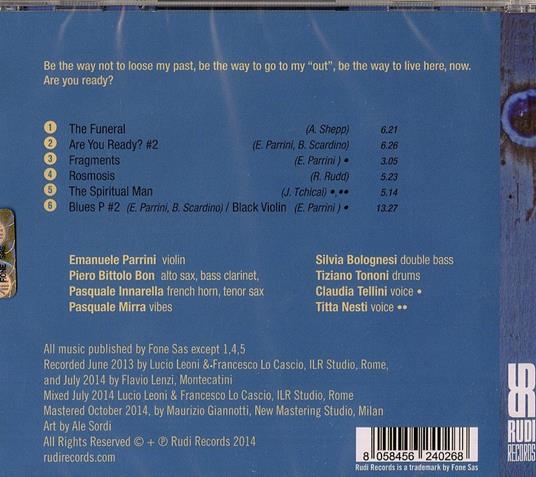 Be the way not to loose my past, be the way to go to my “out”, be the way to live here, now.
Are you ready?
1 The Funeral (A. Shepp) 6.21
2 Are You Ready? #2 (E. Parrini, B. Scardino) 6.26
3 Fragments (E. Parrini ) • 3.05
4 Rosmosis (R. Rudd) 5.23
5 The Spiritual Man (J. Tchical) •,•• 5.14
6 Blues P #2 (E. Parrini, B. Scardino) / Black Violin (E. Parrini ) • 13.27
Emanuele Parrini violin
Piero Bittolo Bon alto sax, bass clarinet,
Pasquale Innarella french horn, tenor sax
Pasquale Mirra vibes
Silvia Bolognesi double bass
Tiziano Tononi drums
Claudia Tellini voice •
Titta Nesti voice ••
All music published by Fone Sas except 1,4,5
Recorded June 2013 by Lucio Leoni &Francesco Lo Cascio, ILR Studio, Rome,
and July 2014 by Flavio Lenzi, Montecatini
Mixed July 2014 Lucio Leoni & Francesco Lo Cascio, ILR Studio, Rome
Mastered October 2014, by Maurizio Giannotti, New Mastering Studio, Milan
Art by Ale Sordi
All Rights Reserved © + ℗ Rudi Records 2014
rudirecords.com
8 058456 240268
Rudi Records is a trademark by Fone Sas
RUDI
RECORDS